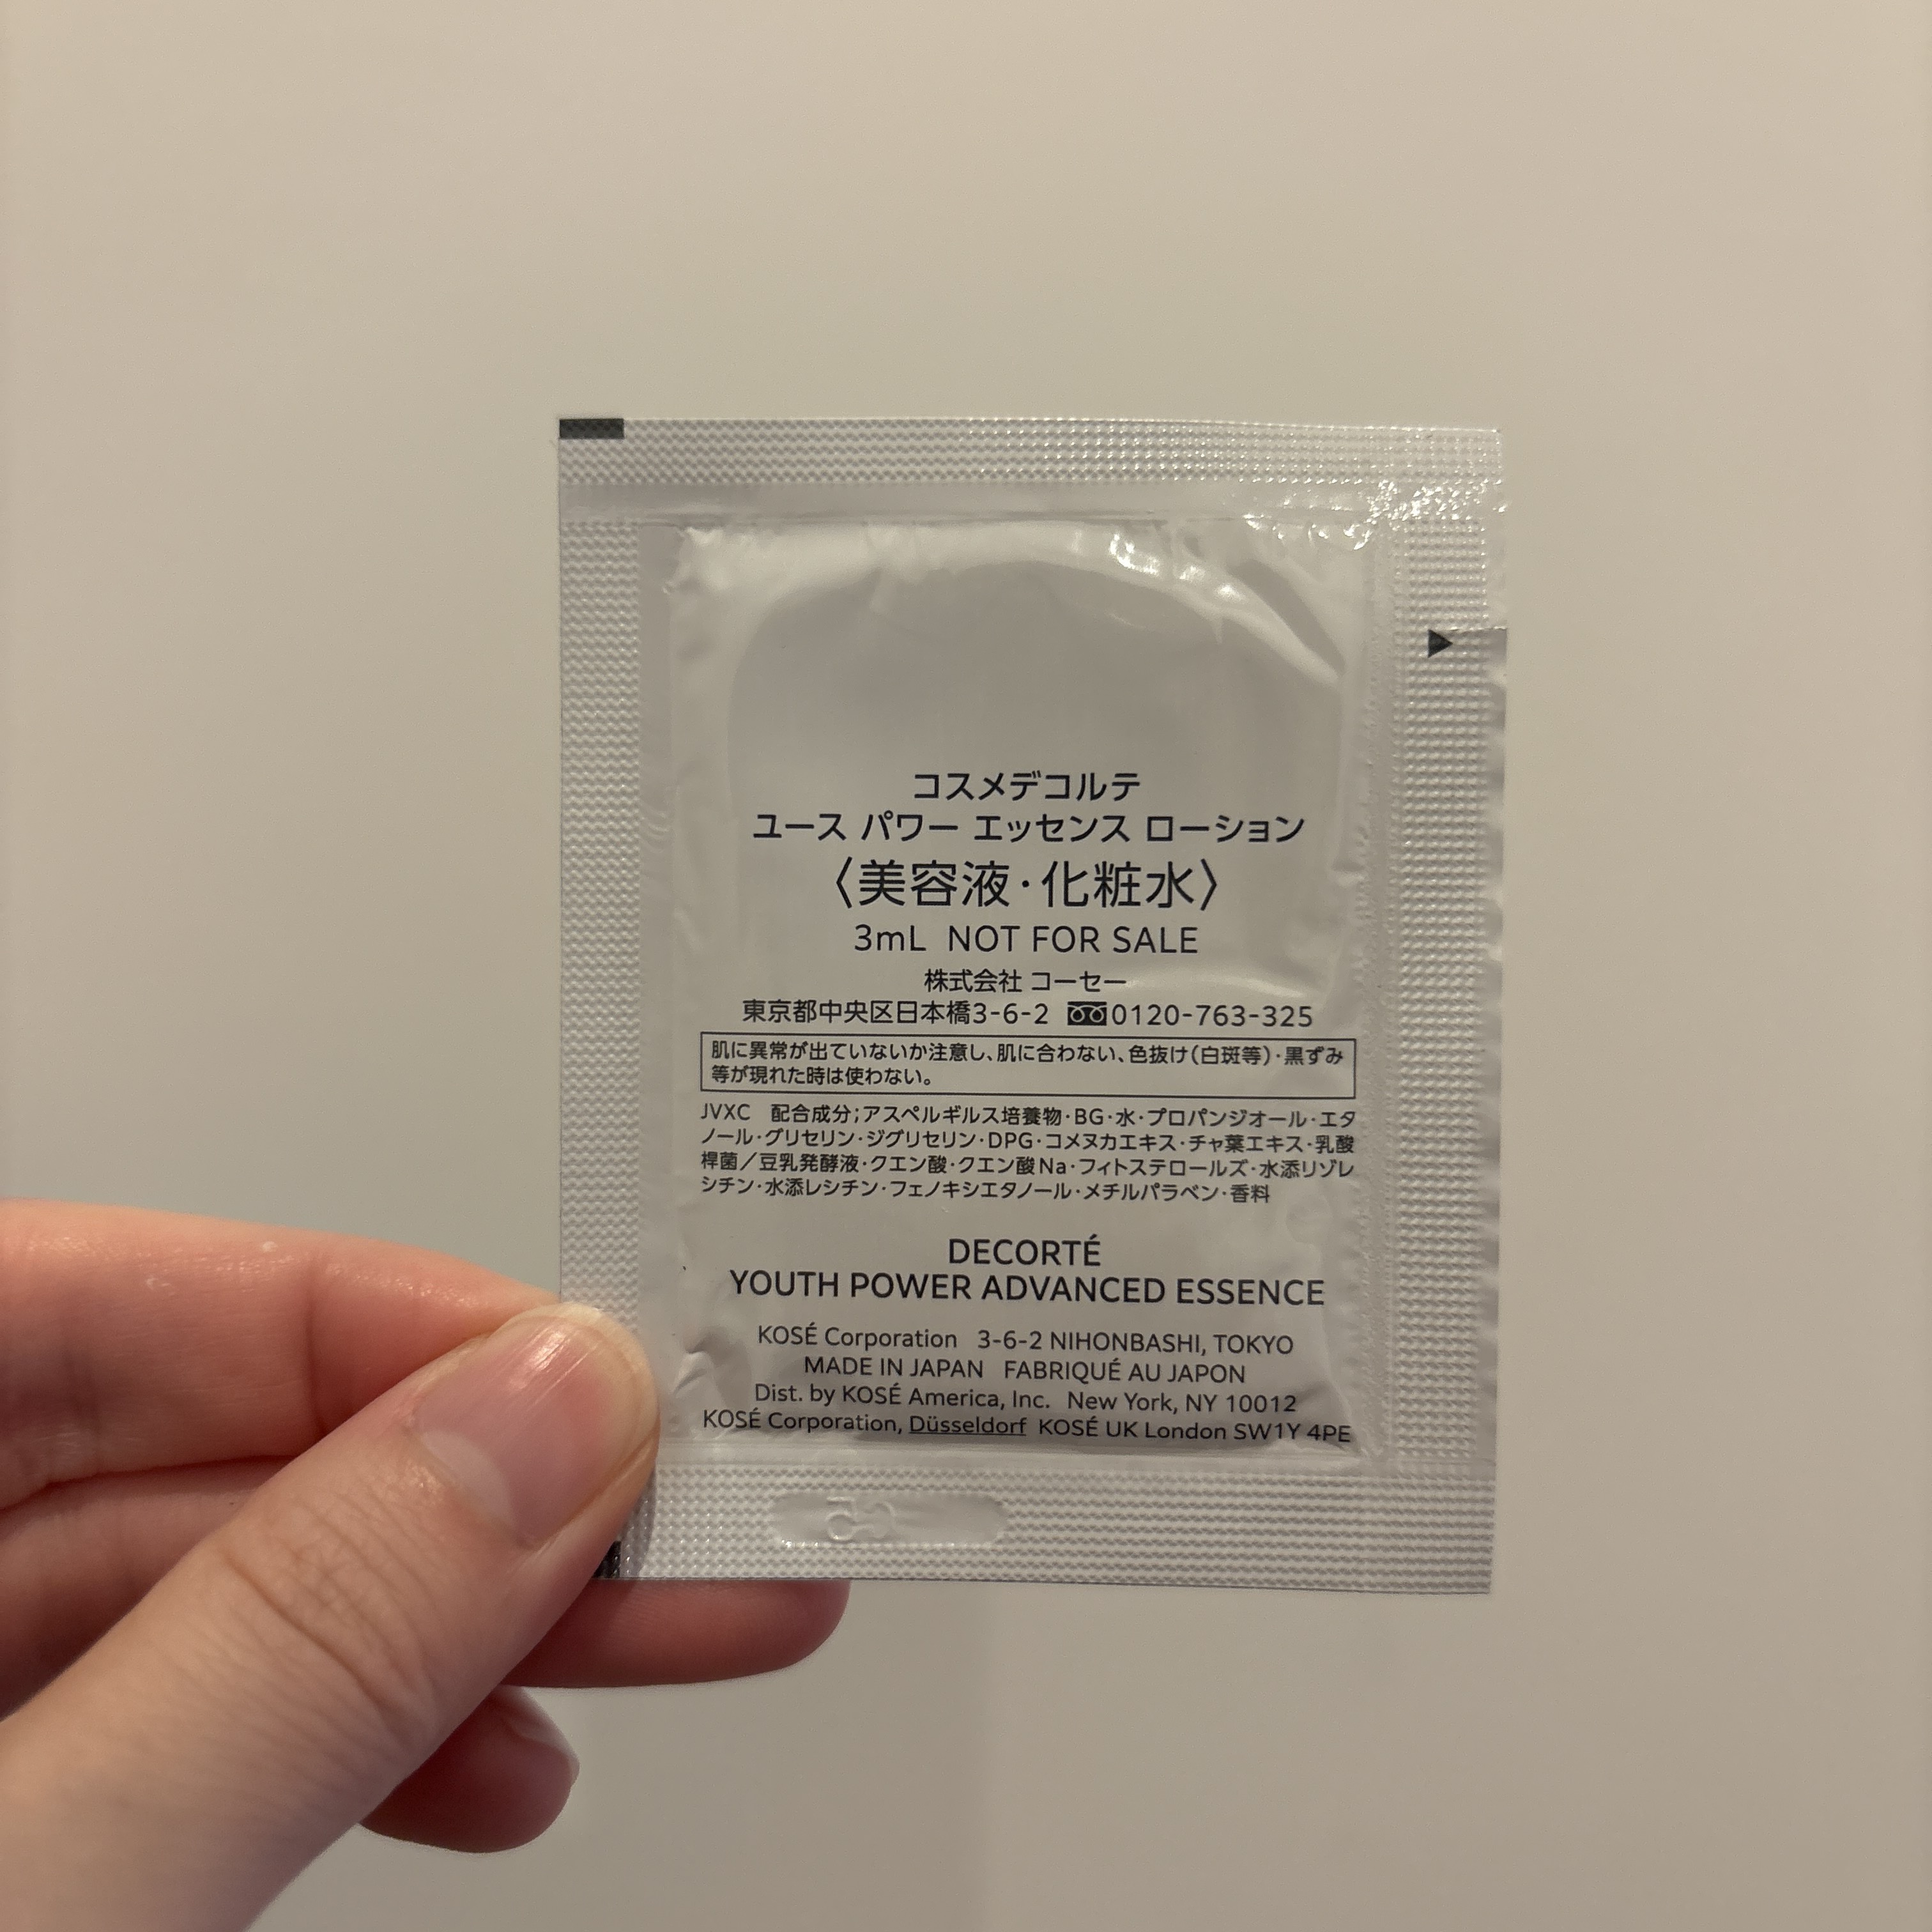 コスメデコルテ
ユース パワー エッセンス ローション
〈美容液・化粧水〉
3mL NOT FOR SALE
株式会社 コーセー
東京都中央区日本橋3-6-2 0120-763-325
肌に異常が出ていないか注意し、肌に合わない、色抜け(白斑等)・黒ずみ
等が現れた時は使わない。
JVXC 配合成分;アスペルギルス培養物・BG・水・プロパンジオール・エタ
ノール・グリセリン・ジグリセリン・DPG・コメヌカエキス・チャ葉エキス・乳酸
桿菌/豆乳発酵液・クエン酸・クエン酸Na・フィトステロールズ・水添リゾレ
シチン・水添レシチン・フェノキシエタノール・メチルパラベン・香料
DECORTÉ
YOUTH POWER ADVANCED ESSENCE
KOSÉ Corporation 3-6-2 NIHONBASHI, TOKYO
MADE IN JAPAN FABRIQUÉ AU JAPON
Dist. by KOSÉ America, Inc. New York, NY 10012
KOSÉ Corporation, Düsseldorf KOSÉ UK London SW1Y 4PE